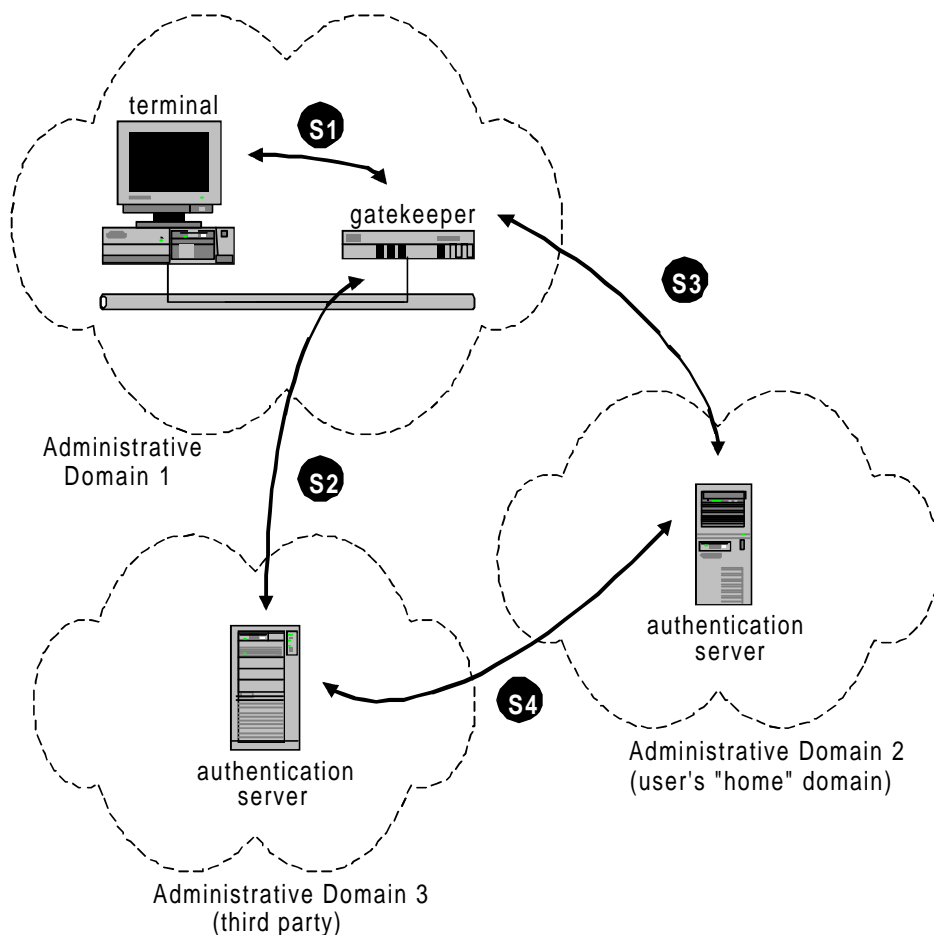 terminal
S1
gatekeeper
S3
Administrative
Domain 1
S2
authentication
server
S4
Administrative Domain 2
(user's "home" domain)
authentication
server
Administrative Domain 3
(third party)